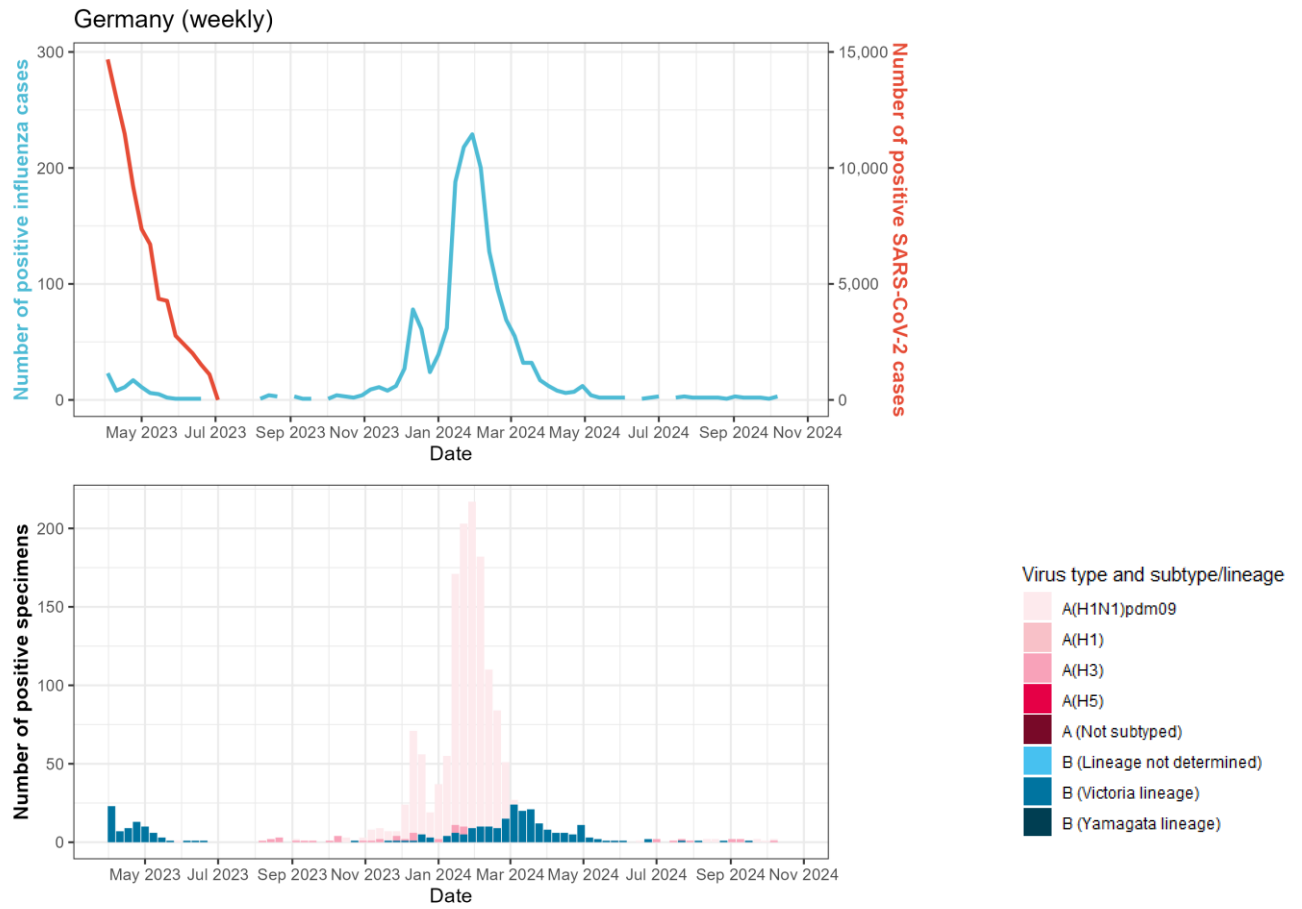 Germany (weekly)
Number of positive influenza cases
300
200
100
0
15,000
10,000
5,000
0
Number of positive SARS-CoV-2 cases
May 2023 Jul 2023 Sep 2023 Nov 2023 Jan 2024 Mar 2024 May 2024 Jul 2024 Sep 2024 Nov 2024
Date
Number of positive specimens
200
150
100
50
0
May 2023 Jul 2023 Sep 2023 Nov 2023 Jan 2024 Mar 2024 May 2024 Jul 2024 Sep 2024 Nov 2024
Date
Virus type and subtype/lineage
A(H1N1)pdm09
A(H1)
A(H3)
A(H5)
A (Not subtyped)
B (Lineage not determined)
B (Victoria lineage)
B (Yamagata lineage)